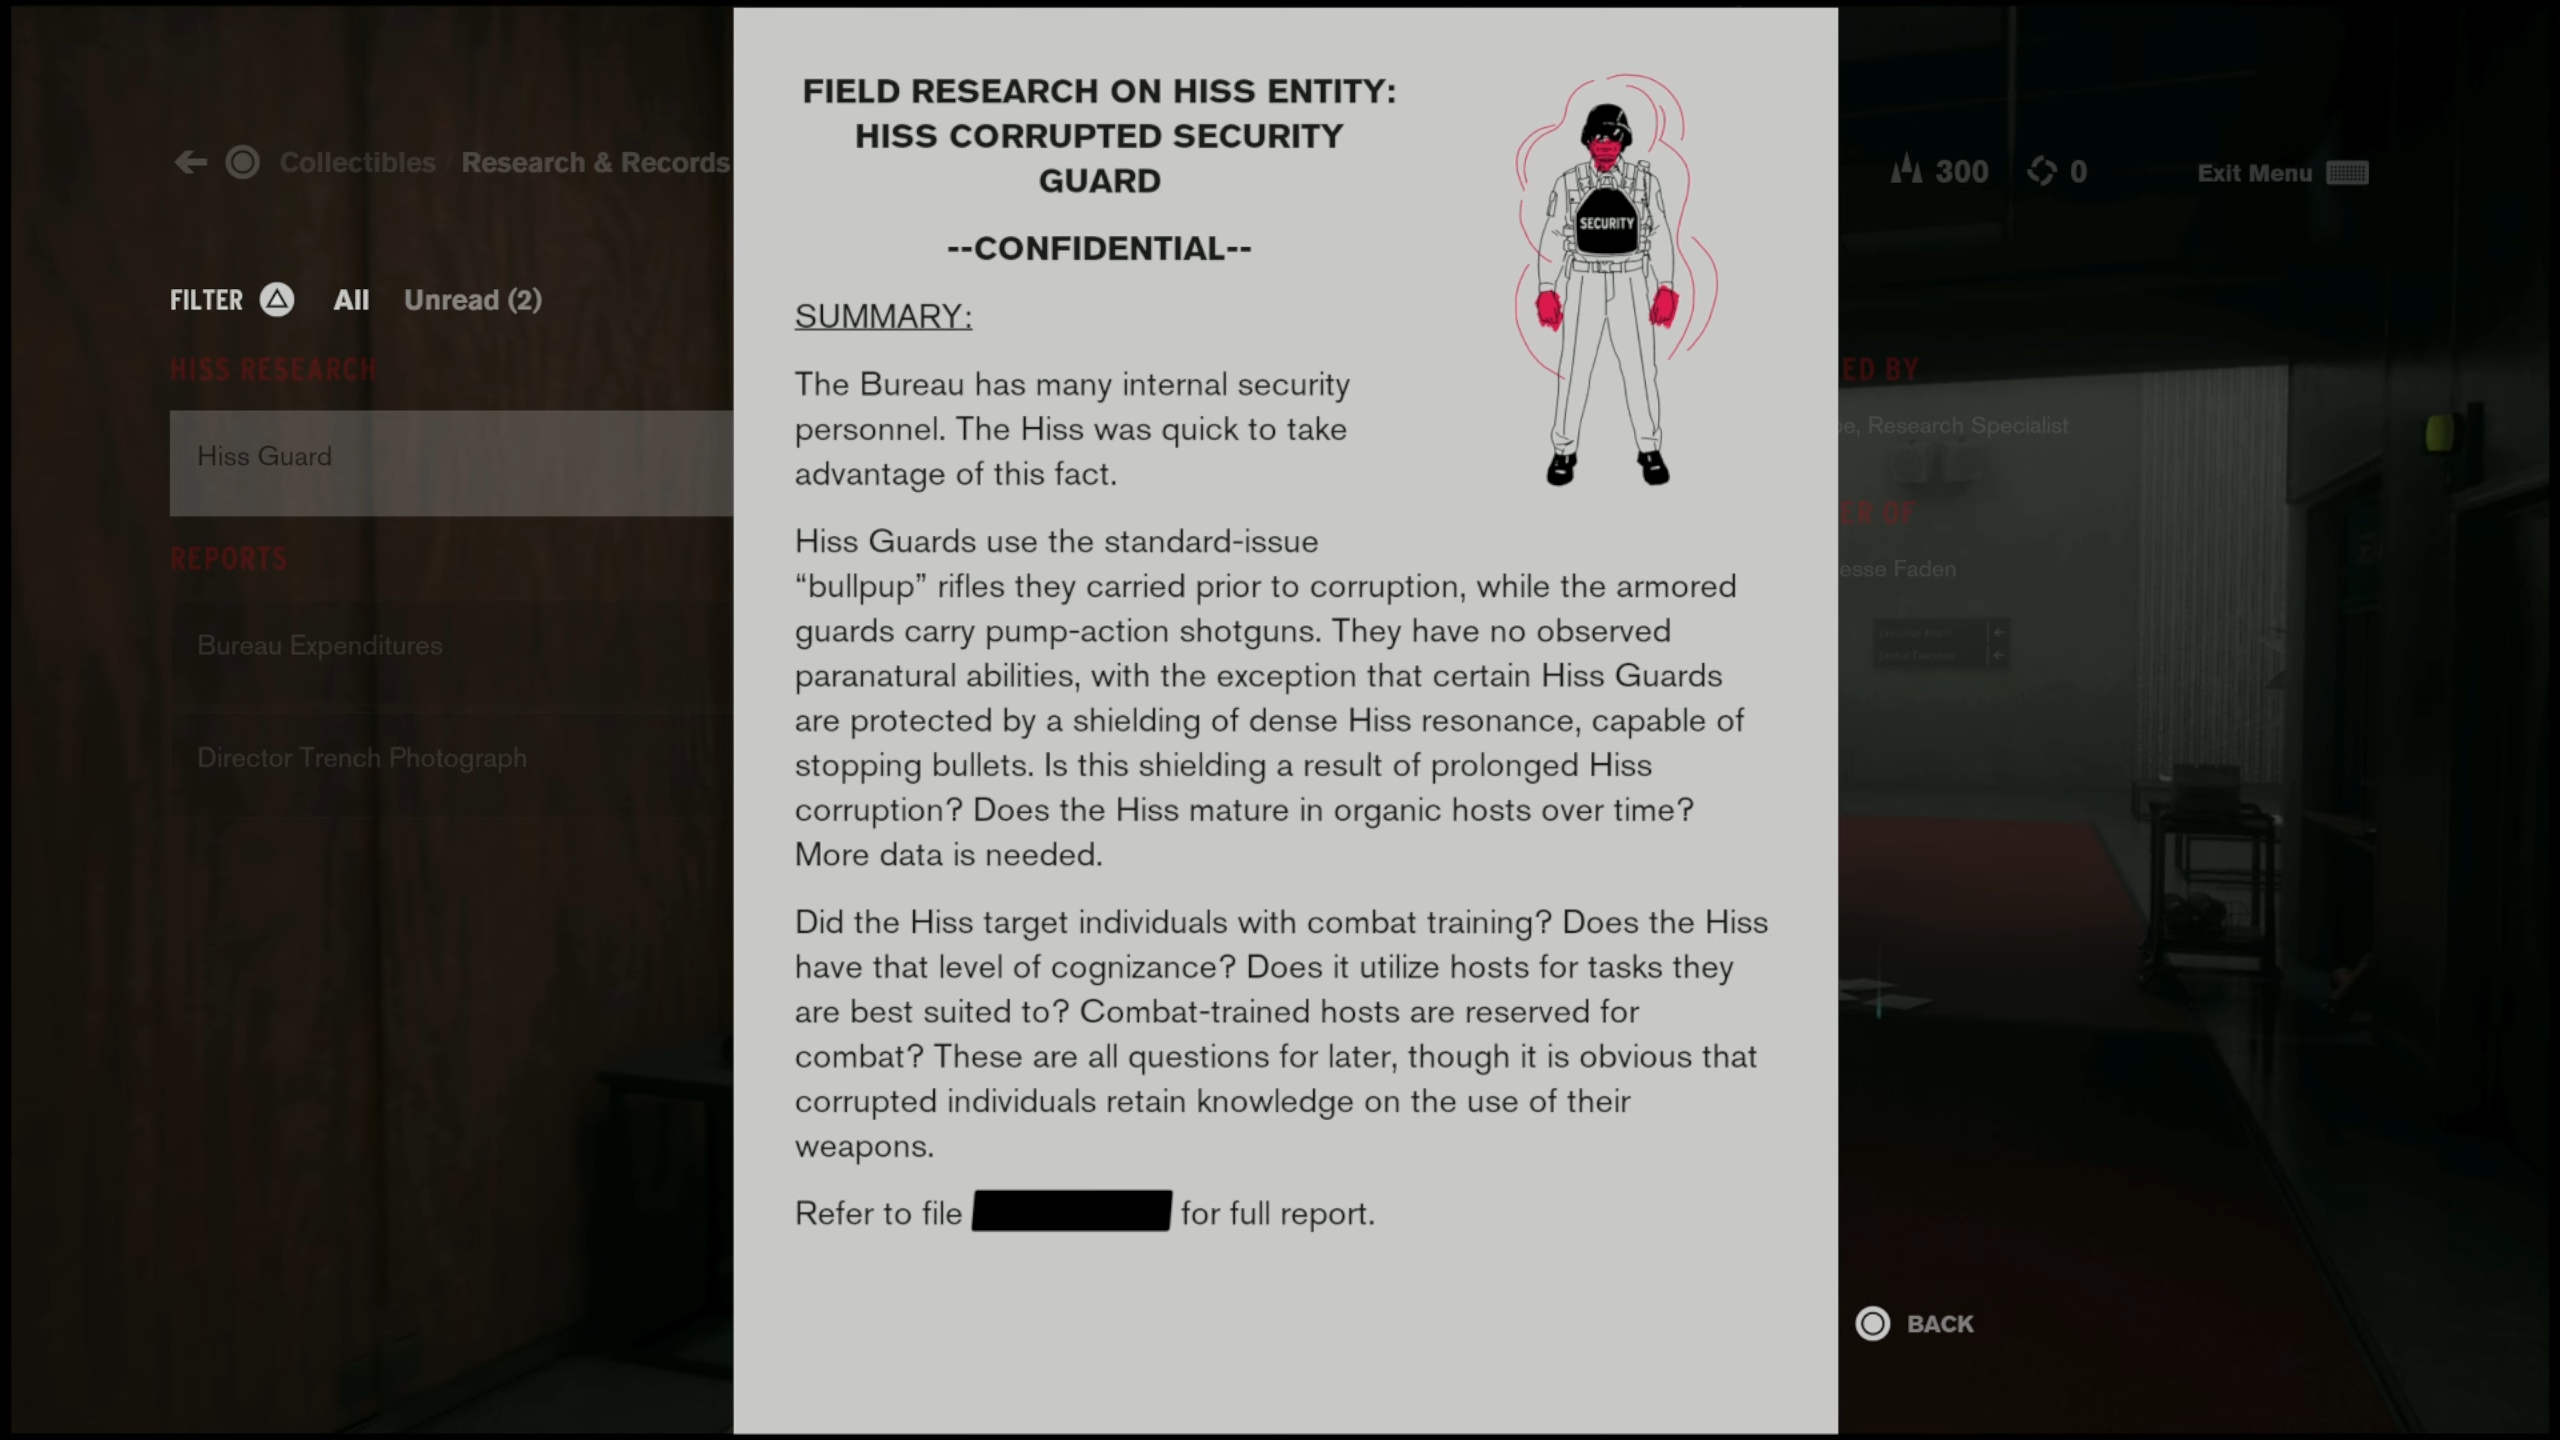 Collectibles / Research & Records
300
0
Exit Menu
FILTER All Unread (2)
HISS RESEARCH
Hiss Guard
REPORTS
Bureau Expenditures
Director Trench Photograph
FIELD RESEARCH ON HISS ENTITY:
HISS CORRUPTED SECURITY
GUARD
--CONFIDENTIAL--
SECURITY
SUMMARY:
The Bureau has many internal security
personnel. The Hiss was quick to take
advantage of this fact.
Hiss Guards use the standard-issue
“bullpup” rifles they carried prior to corruption, while the armored
guards carry pump-action shotguns. They have no observed
paranatural abilities, with the exception that certain Hiss Guards
are protected by a shielding of dense Hiss resonance, capable of
stopping bullets. Is this shielding a result of prolonged Hiss
corruption? Does the Hiss mature in organic hosts over time?
More data is needed.
Did the Hiss target individuals with combat training? Does the Hiss
have that level of cognizance? Does it utilize hosts for tasks they
are best suited to? Combat-trained hosts are reserved for
combat? These are all questions for later, though it is obvious that
corrupted individuals retain knowledge on the use of their
weapons.
Refer to file for full report.
ED BY
e, Research Specialist
ER OF
esse Faden
BACK